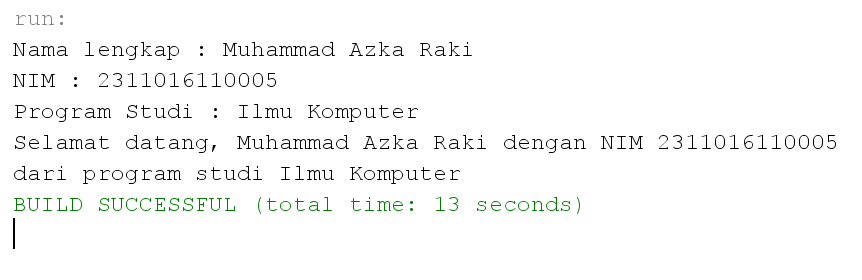 run:
Nama lengkap : Muhammad Azka Raki
NIM : 2311016110005
Program Studi : Ilmu Komputer
Selamat datang, Muhammad Azka Raki dengan NIM 2311016110005
dari program studi Ilmu Komputer
BUILD SUCCESSFUL (total time: 13 seconds)